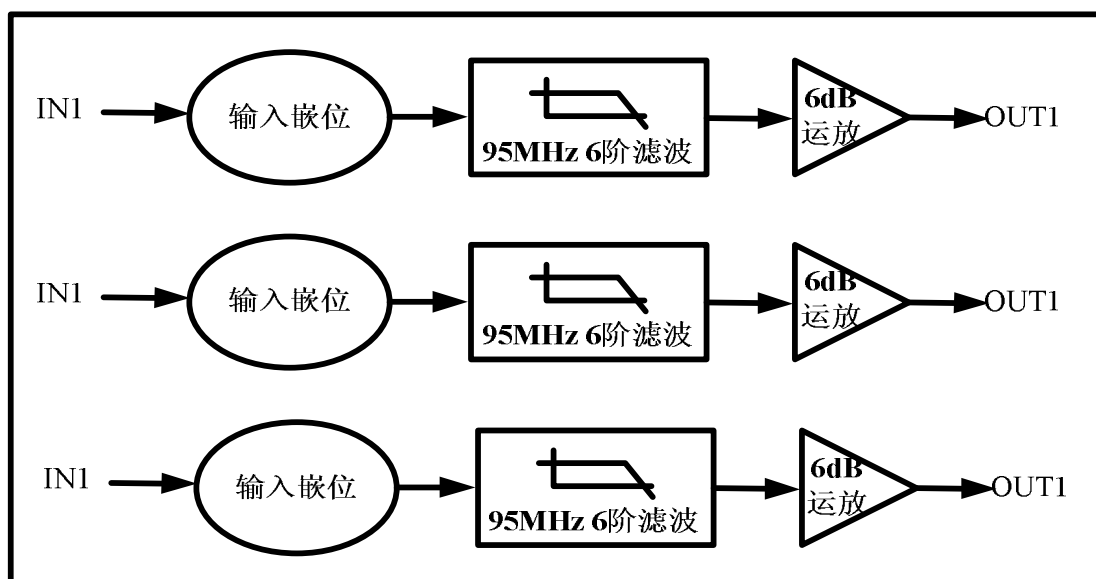 IN1
输入嵌位
95MHz 6阶滤波
6dB
运放
OUT1
IN1
输入嵌位
95MHz 6阶滤波
6dB
运放
OUT1
IN1
输入嵌位
95MHz 6阶滤波
6dB
运放
OUT1